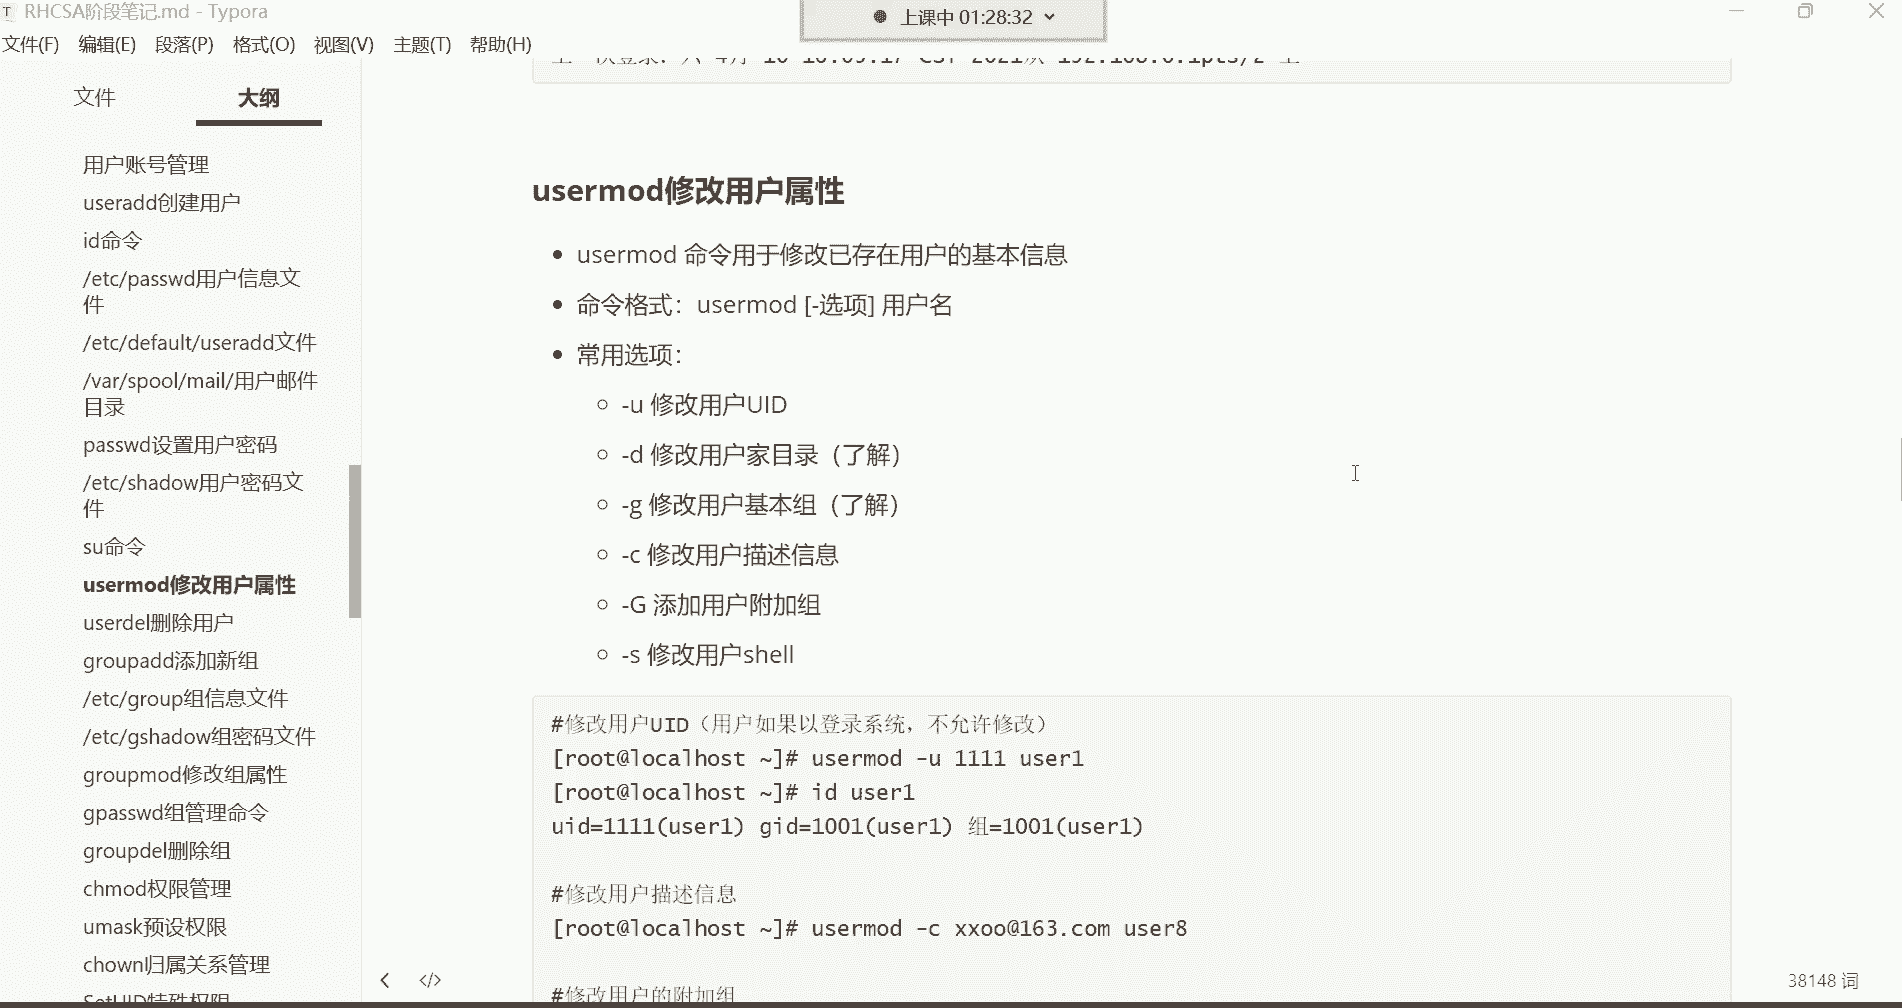 RHCSA阶段笔记.md - Typora
上课中 01:28:32
文件(F) 编辑(E) 段落(P) 格式(O) 视图(V) 主题(T) 帮助(H)
文件 大纲
用户账号管理
useradd创建用户
id命令
/etc/passwd用户信息文
件
/etc/default/useradd文件
/var/spool/mail/用户邮件
目录
passwd设置用户密码
/etc/shadow用户密码文
件
su命令
usermod修改用户属性
userdel删除用户
groupadd添加新组
/etc/group组信息文件
/etc/gshadow组密码文件
groupmod修改组属性
gpasswd组管理命令
groupdel删除组
chmod权限管理
umask预设权限
chown归属关系管理
SetUID特殊权限
usermod修改用户属性
usermod 命令用于修改已存在用户的基本信息
命令格式：usermod [-选项] 用户名
常用选项：
-u 修改用户UID
-d 修改用户家目录（了解）
-g 修改用户基本组（了解）
-c 修改用户描述信息
-G 添加用户附加组
-s 修改用户shell
#修改用户UID（用户如果以登录系统，不允许修改）
[root@localhost ~]# usermod -u 1111 user1
[root@localhost ~]# id user1
uid=1111(user1) gid=1001(user1) 组=1001(user1)
#修改用户描述信息
[root@localhost ~]# usermod -c xxoo@163.com user8
#修改用户的附加组
38148 词